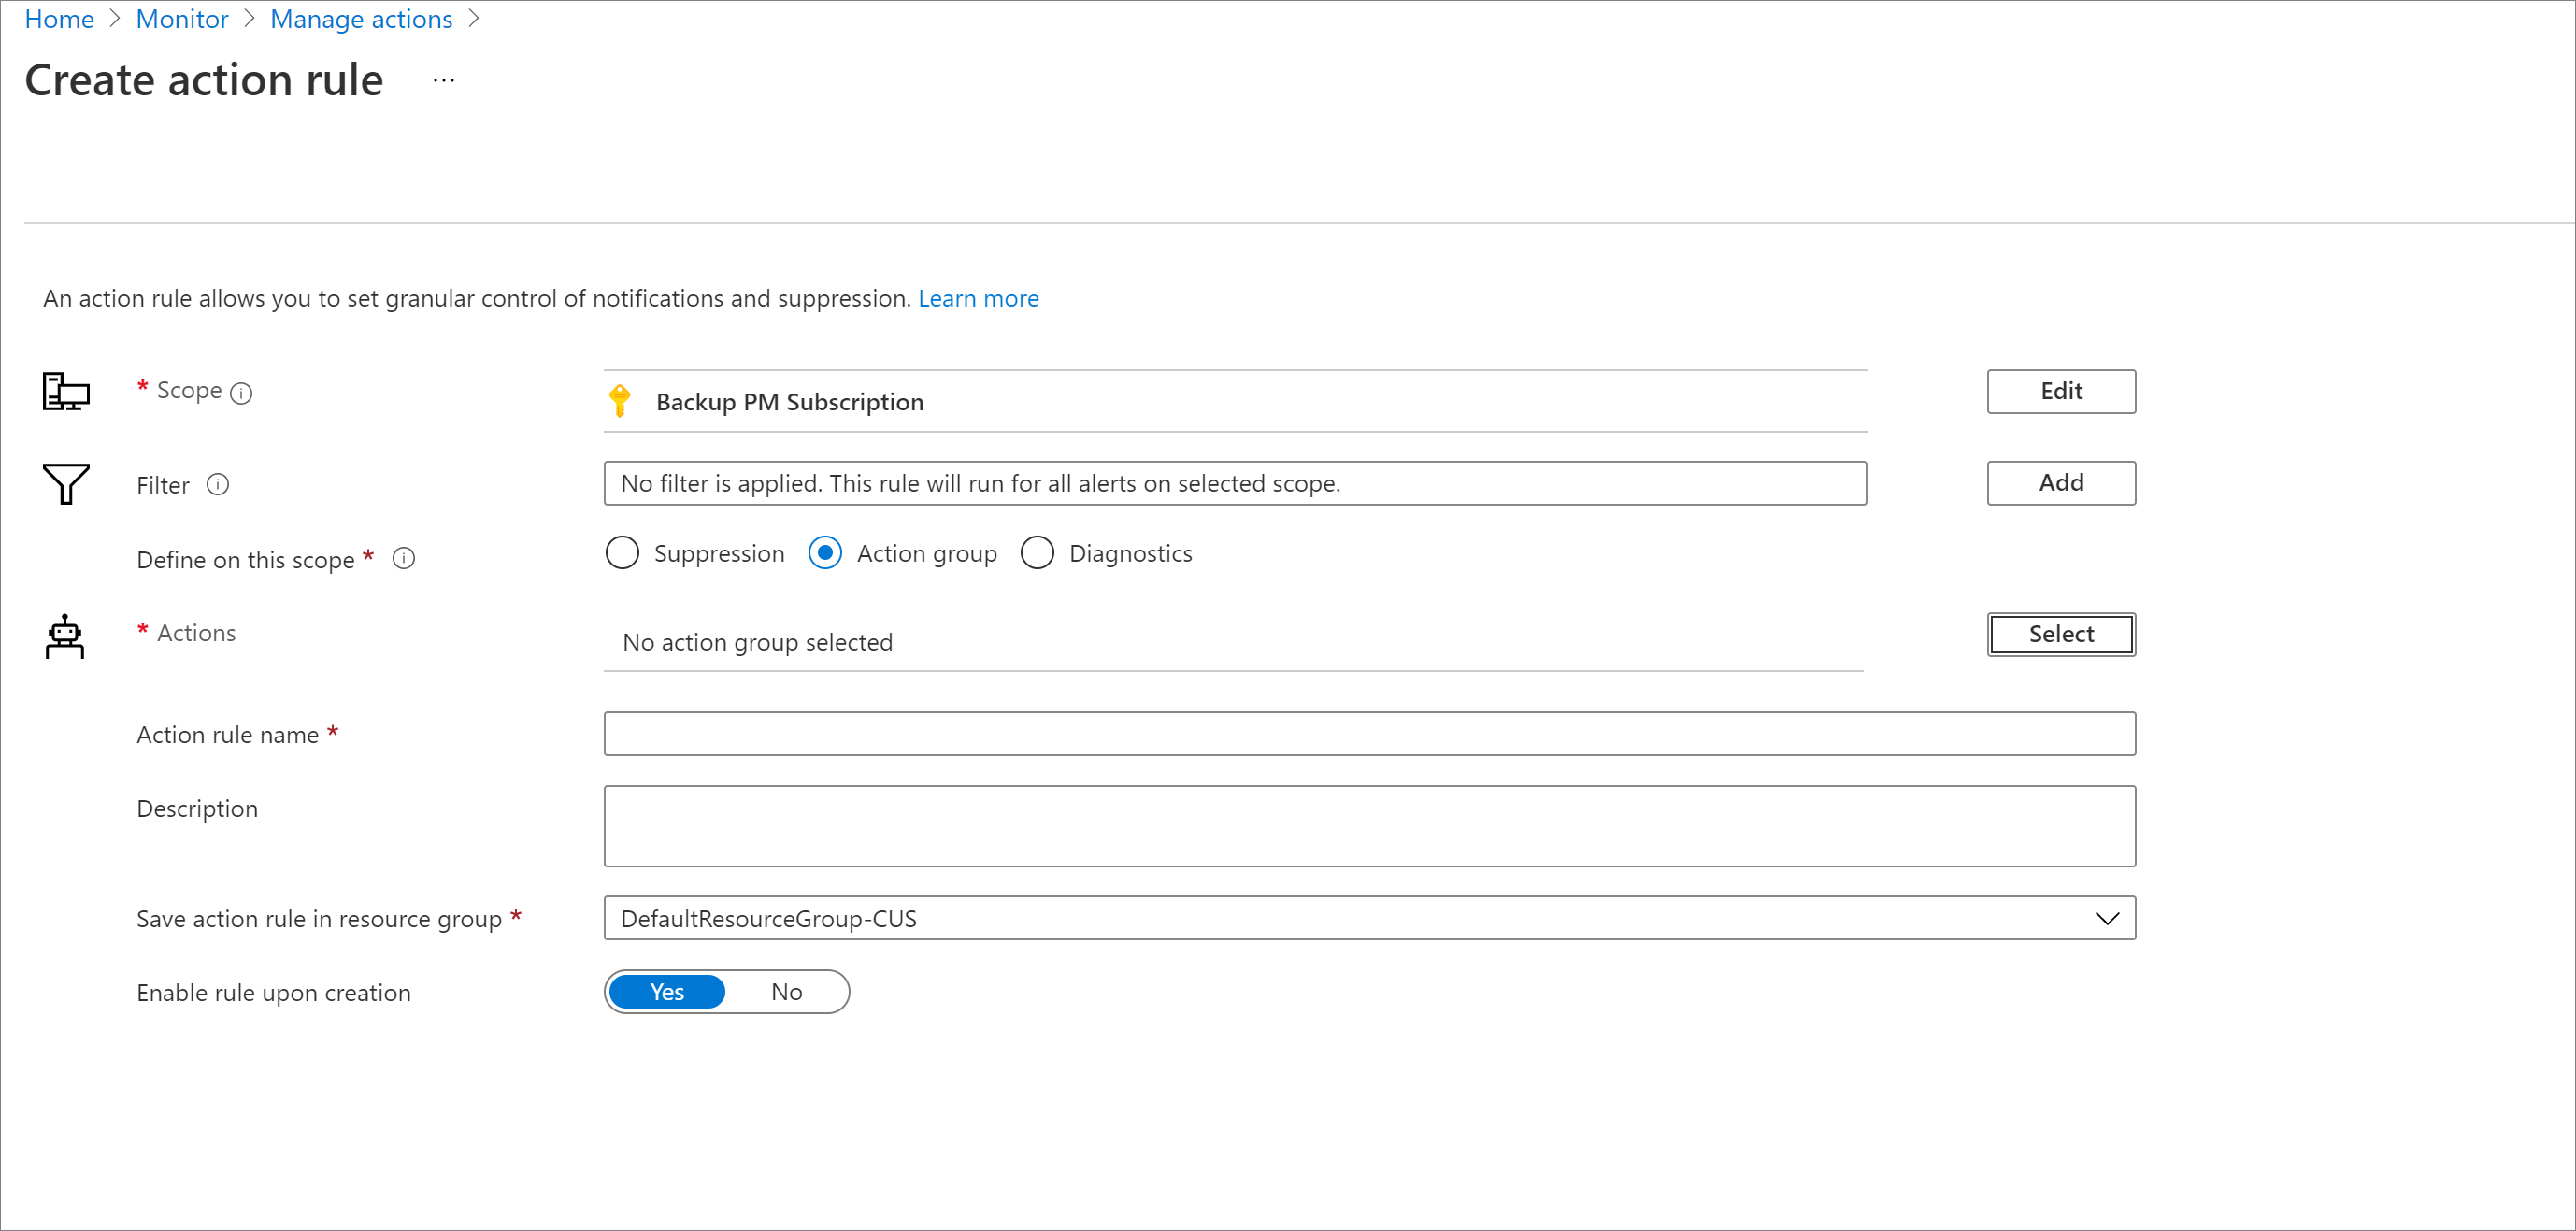 Home > Monitor > Manage actions >
Create action rule ...
An action rule allows you to set granular control of notifications and suppression. Learn more
* Scope Backup PM Subscription Edit
Filter No filter is applied. This rule will run for all alerts on selected scope. Add
Define on this scope * Suppression Action group Diagnostics
* Actions No action group selected Select
Action rule name *
Description
Save action rule in resource group * DefaultResourceGroup-CUS
Enable rule upon creation Yes No